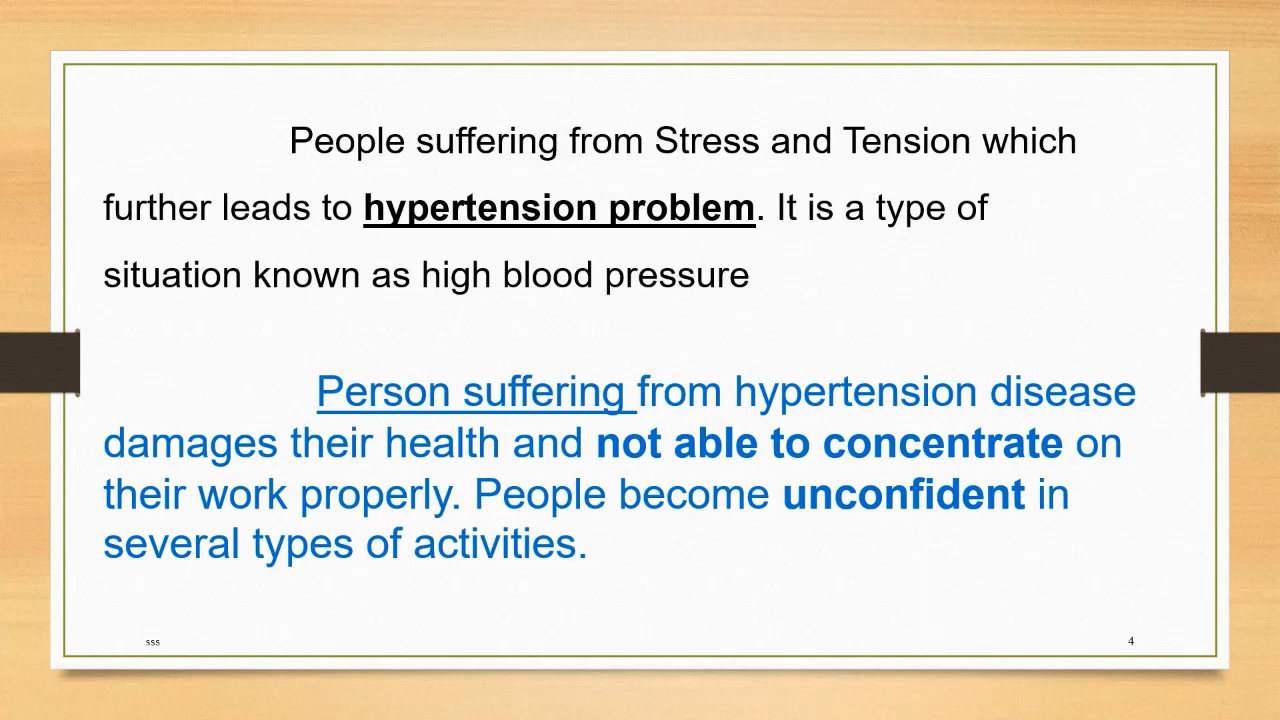 People suffering from Stress and Tension which
further leads to hypertension problem. It is a type of
situation known as high blood pressure
Person suffering from hypertension disease
damages their health and not able to concentrate on
their work properly. People become unconfident in
several types of activities.
sss
4